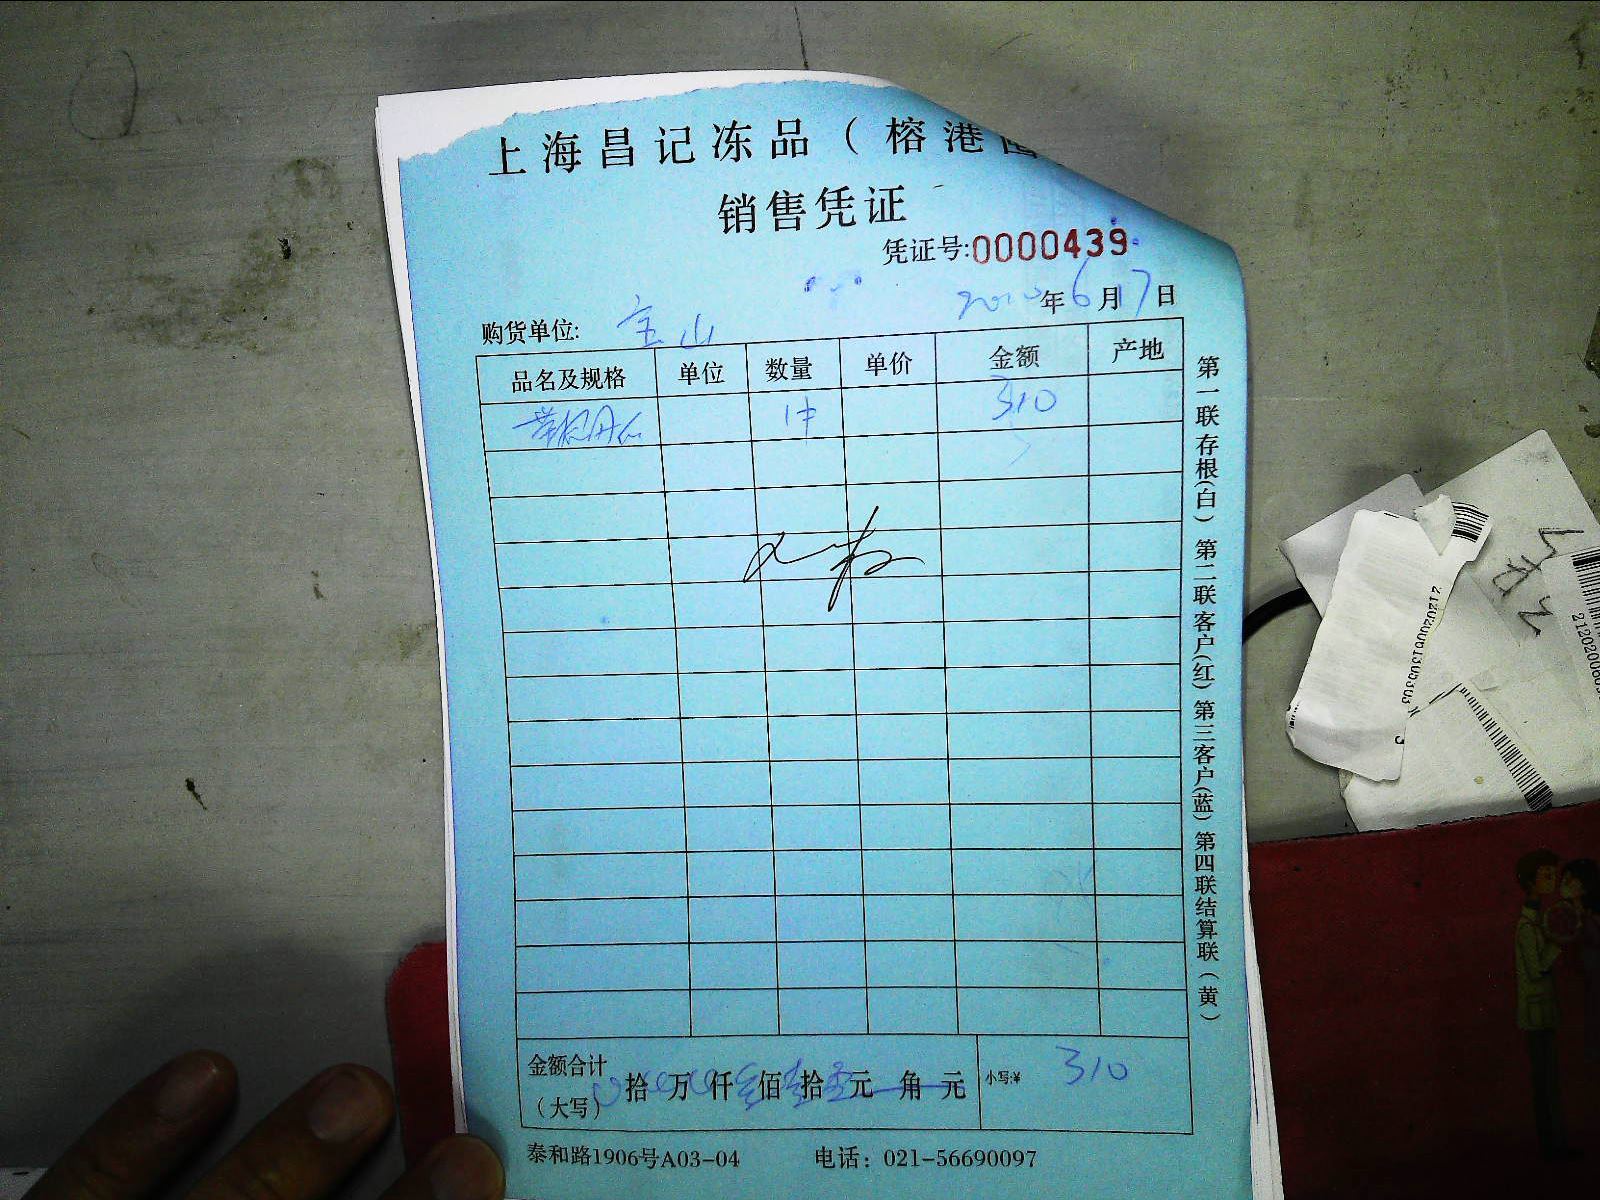 上海昌记冻品（榕港
销售凭证
凭证号:0000439
年6月17日
购货单位: 宝山
品名及规格 单位 数量 单价 金额 产地
1件 310
第一联存根(白) 第二联客户(红) 第三客户(蓝) 第四联结算联(黄)
金额合计(大写) 拾 万 仟 叁佰 壹拾 元 角 元 小写:¥ 310
泰和路1906号A03-04 电话：021-56690097